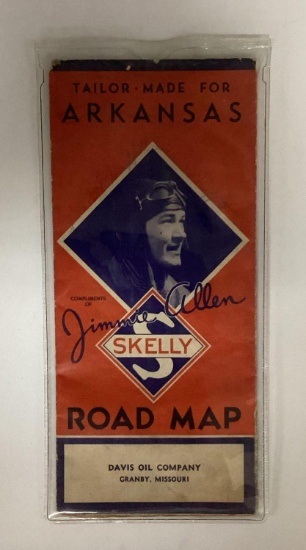 TAILOR · MADE FOR
ARKANSAS
COMPLIMENTS
OF
Jimmie Allen
S
SKELLY
ROAD MAP
DAVIS OIL COMPANY
GRANBY, MISSOURI